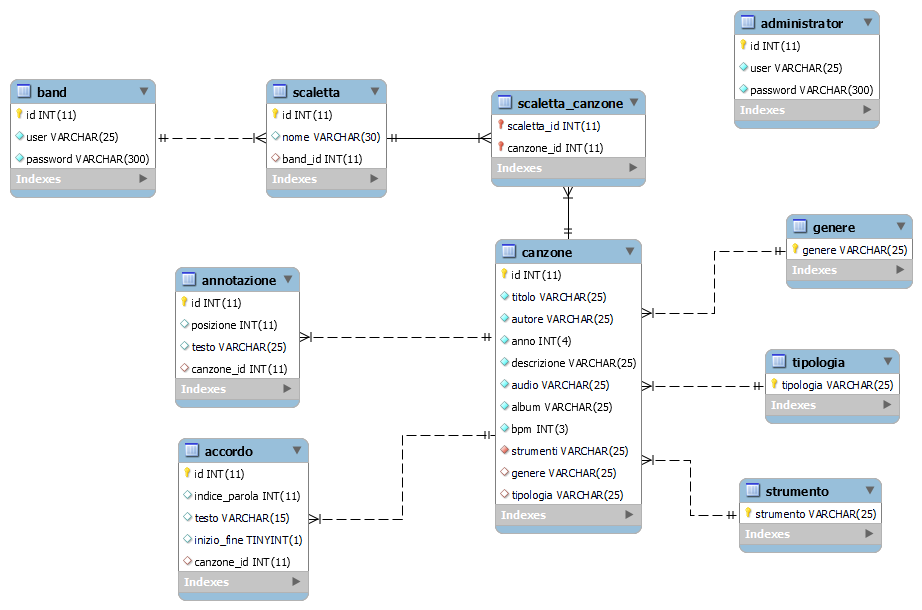 administrator
id INT(11)
user VARCHAR(25)
password VARCHAR(300)
Indexes
band
id INT(11)
user VARCHAR(25)
password VARCHAR(300)
Indexes
scaletta
id INT(11)
nome VARCHAR(30)
band_id INT(11)
Indexes
scaletta_canzone
scaletta_id INT(11)
canzone_id INT(11)
Indexes
genere
genere VARCHAR(25)
Indexes
canzone
id INT(11)
titolo VARCHAR(25)
autore VARCHAR(25)
anno INT(4)
descrizione VARCHAR(25)
audio VARCHAR(25)
album VARCHAR(25)
bpm INT(3)
strumenti VARCHAR(25)
genere VARCHAR(25)
tipologia VARCHAR(25)
Indexes
annotazione
id INT(11)
posizione INT(11)
testo VARCHAR(25)
canzone_id INT(11)
Indexes
tipologia
tipologia VARCHAR(25)
Indexes
accordo
id INT(11)
indice_parola INT(11)
testo VARCHAR(15)
inizio_fine TINYINT(1)
canzone_id INT(11)
Indexes
strumento
strumento VARCHAR(25)
Indexes